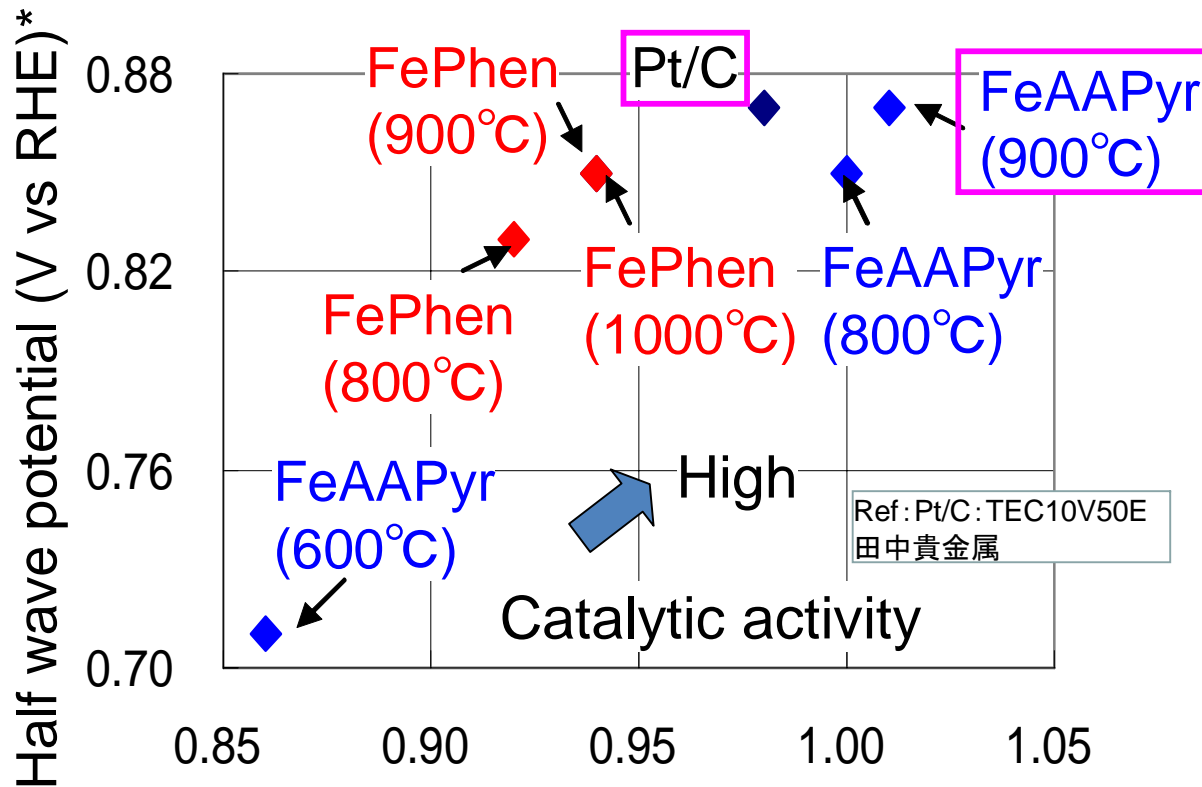 Half wave potential (V vs RHE)*
0.88
0.82
0.76
0.70
FePhen
(900℃)
Pt/C
FeAAPyr
(900℃)
FePhen
(800℃)
FePhen
(1000℃)
FeAAPyr
(800℃)
FeAAPyr
(600℃)
High
Catalytic activity
Ref:Pt/C:TEC10V50E
田中貴金属
0.85
0.90
0.95
1.00
1.05